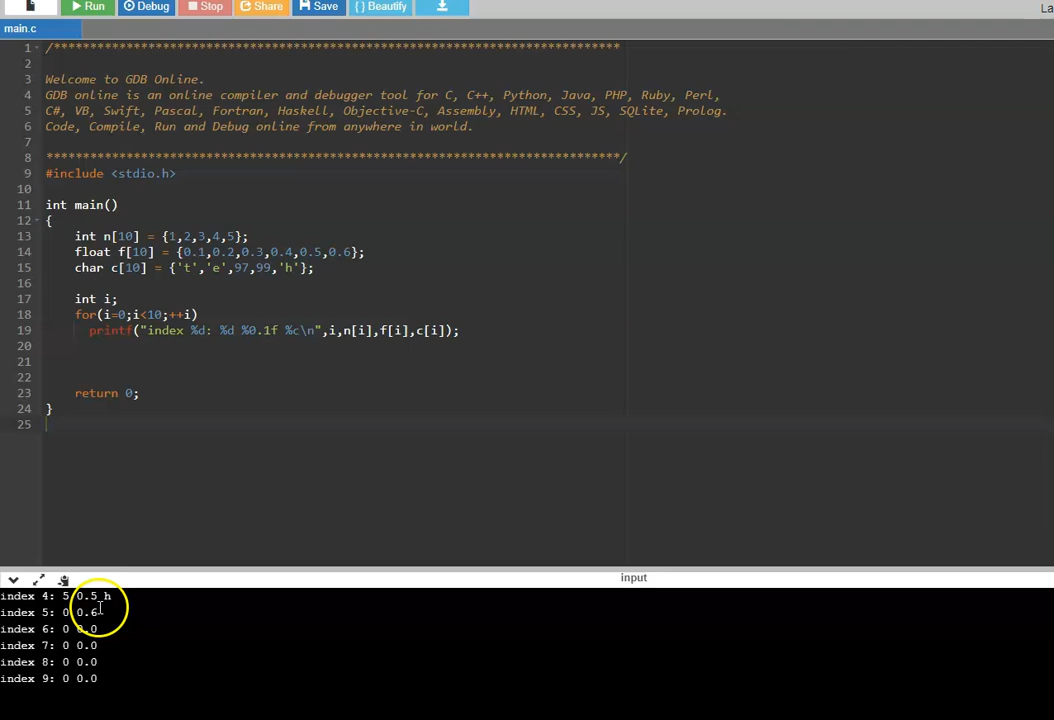 Run Debug Stop Share Save { } Beautify La
main.c
1 /******************************************************************************
2
3 Welcome to GDB Online.
4 GDB online is an online compiler and debugger tool for C, C++, Python, Java, PHP, Ruby, Perl,
5 C#, VB, Swift, Pascal, Fortran, Haskell, Objective-C, Assembly, HTML, CSS, JS, SQLite, Prolog.
6 Code, Compile, Run and Debug online from anywhere in world.
7
8 *******************************************************************************/
9 #include <stdio.h>
10
11 int main()
12 {
13 int n[10] = {1,2,3,4,5};
14 float f[10] = {0.1,0.2,0.3,0.4,0.5,0.6};
15 char c[10] = {'t','e',97,99,'h'};
16
17 int i;
18 for(i=0;i<10;++i)
19 printf("index %d: %d %0.1f %c\n",i,n[i],f[i],c[i]);
20
21
22
23 return 0;
24 }
25
input
index 4: 5 0.5 h
index 5: 0 0.6
index 6: 0 0.0
index 7: 0 0.0
index 8: 0 0.0
index 9: 0 0.0